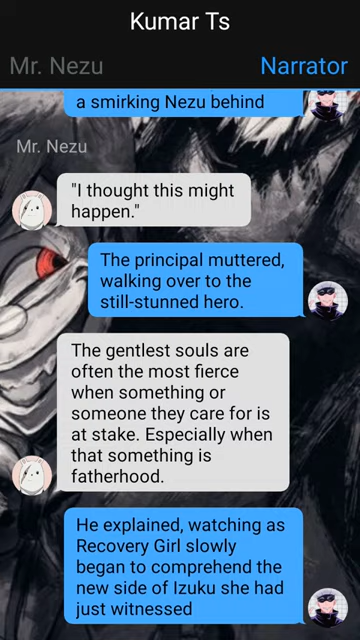 Kumar Ts
Mr. Nezu
Narrator
a smirking Nezu behind
Mr. Nezu
"I thought this might
happen."
The principal muttered,
walking over to the
still-stunned hero.
The gentlest souls are
often the most fierce
when something or
someone they care for is
at stake. Especially when
that something is
fatherhood.
He explained, watching as
Recovery Girl slowly
began to comprehend the
new side of Izuku she had
just witnessed